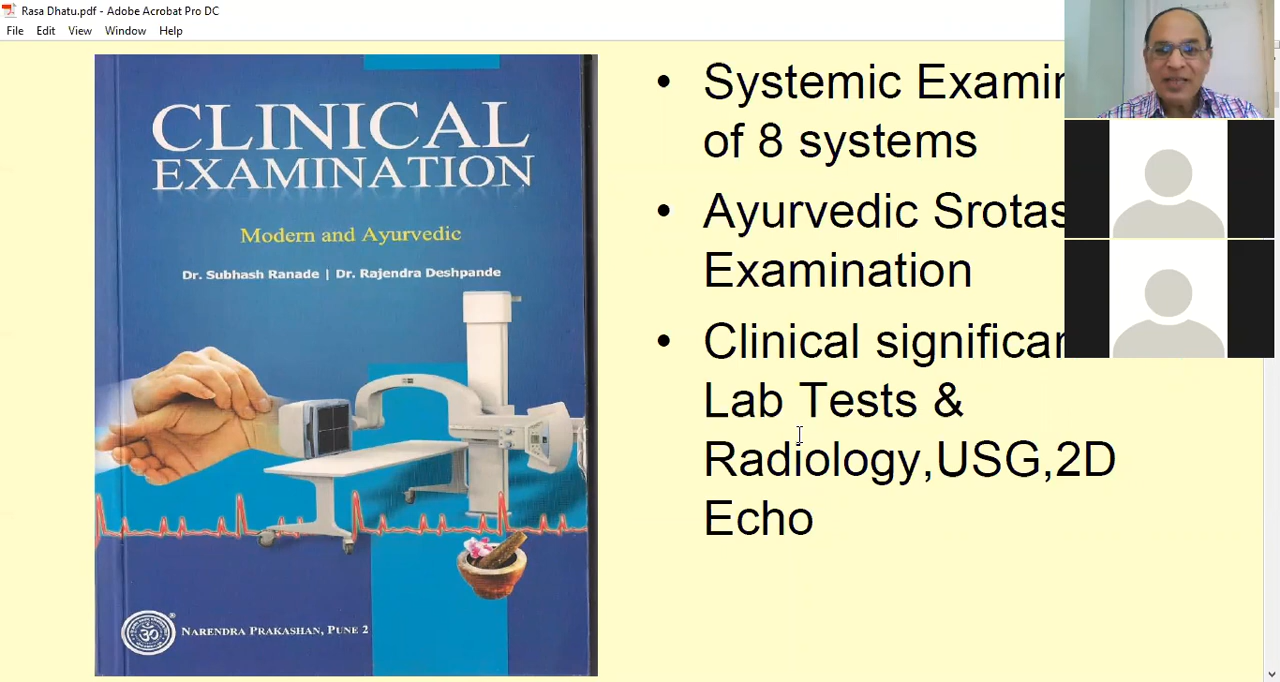 Rasa Dhatu.pdf - Adobe Acrobat Pro DC
File Edit View Window Help
CLINICAL
EXAMINATION
Modern and Ayurvedic
Dr. Subhash Ranade | Dr. Rajendra Deshpande
NARENDRA PRAKASHAN, PUNE 2
• Systemic
of 8 systems
• Ayurvedic Srotas
Examination
• Clinical
Lab Tests &
Radiology,USG,2D
Echo